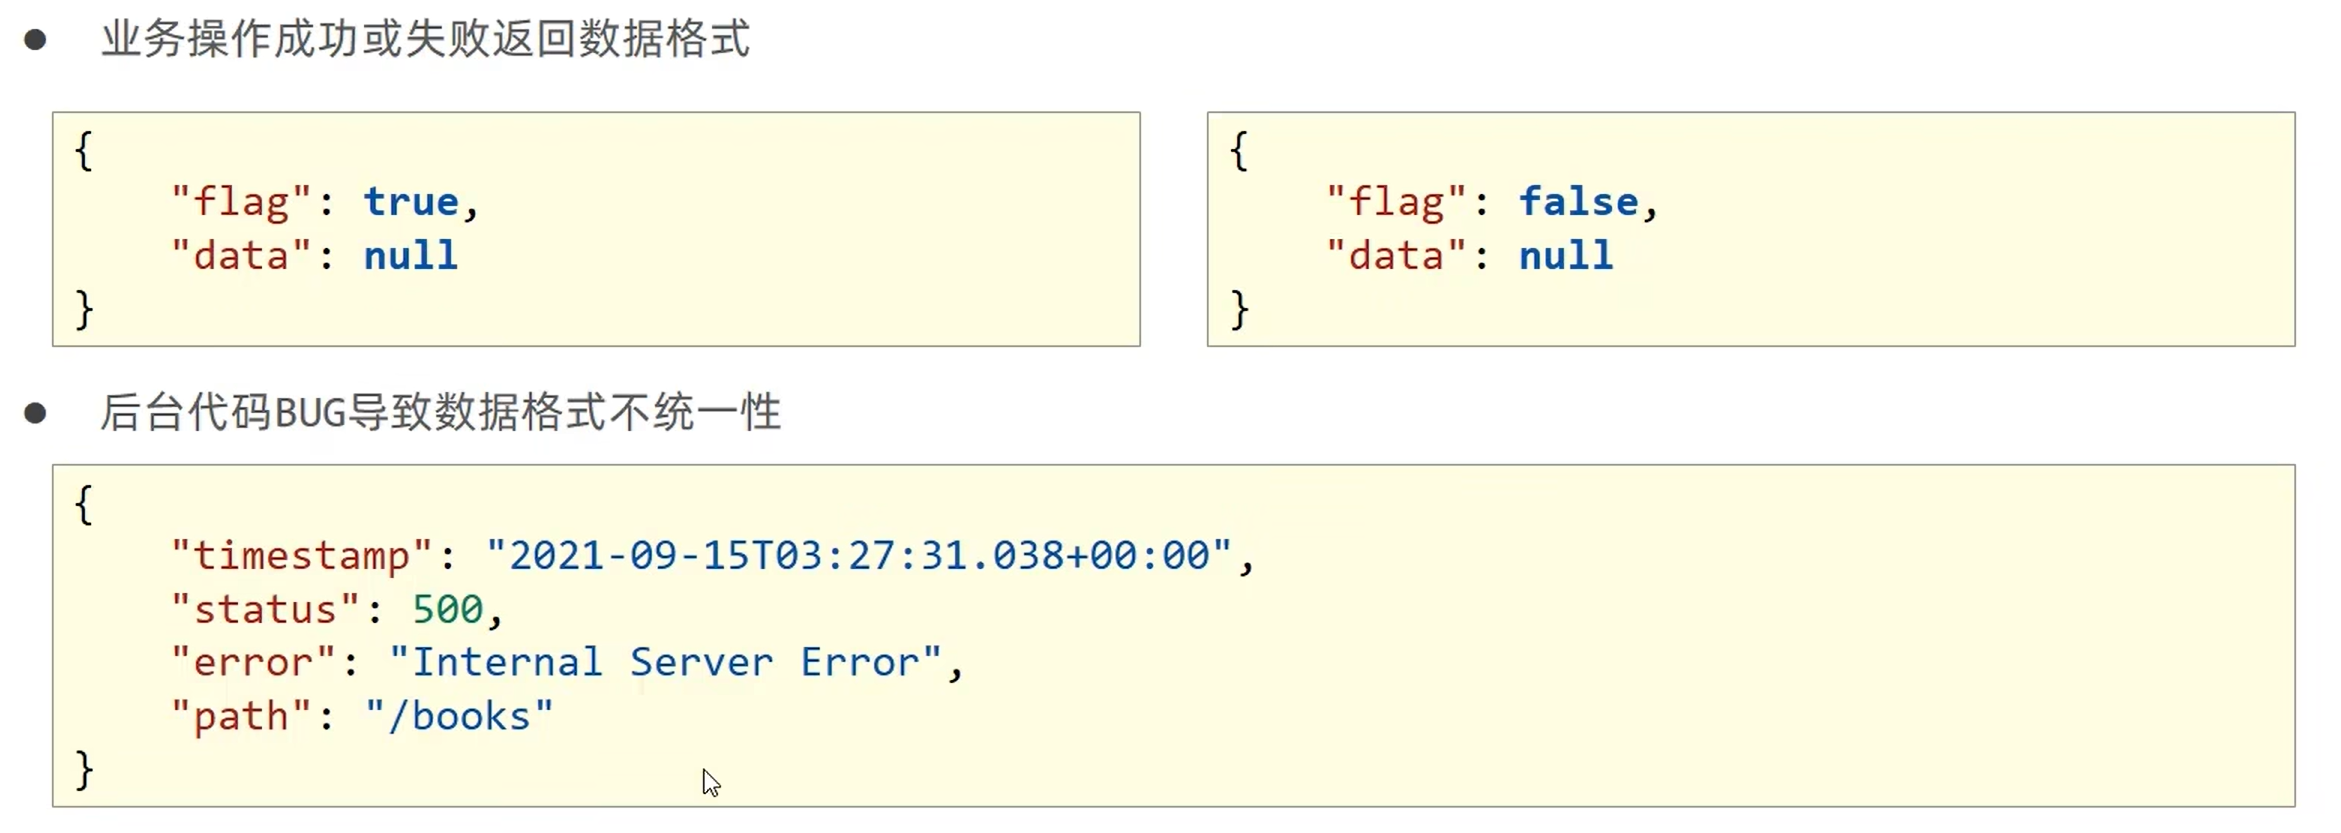 ● 业务操作成功或失败返回数据格式
{
    "flag": true,
    "data": null
}
{
    "flag": false,
    "data": null
}
● 后台代码BUG导致数据格式不统一性
{
    "timestamp": "2021-09-15T03:27:31.038+00:00",
    "status": 500,
    "error": "Internal Server Error",
    "path": "/books"
}